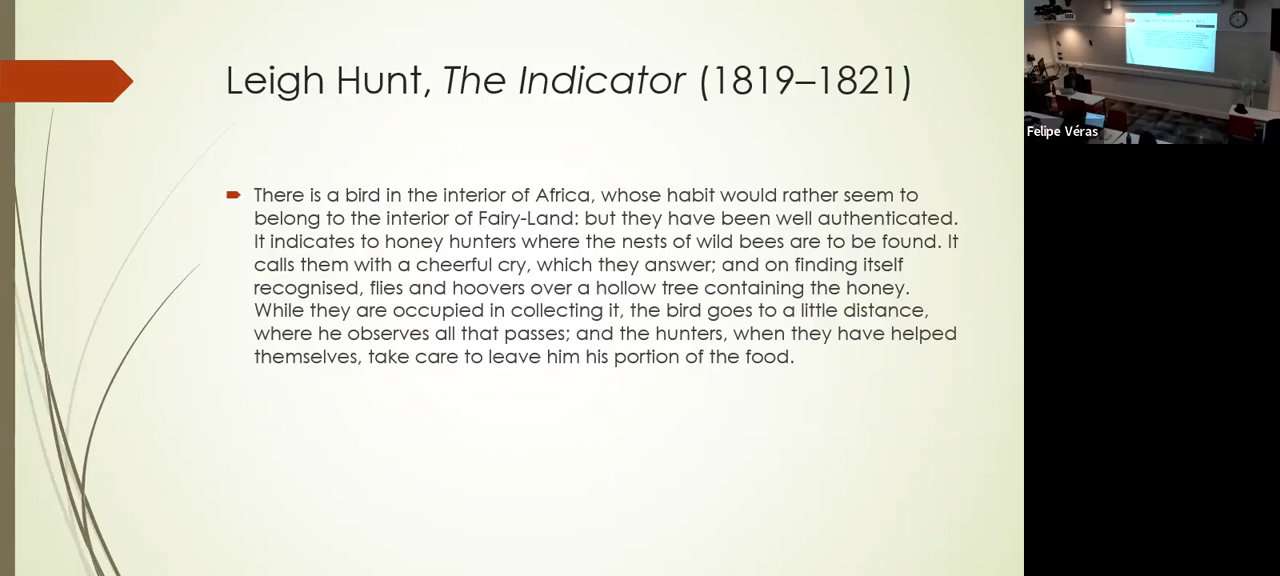 Leigh Hunt, The Indicator (1819–1821)
There is a bird in the interior of Africa, whose habit would rather seem to
belong to the interior of Fairy-Land: but they have been well authenticated.
It indicates to honey hunters where the nests of wild bees are to be found. It
calls them with a cheerful cry, which they answer; and on finding itself
recognised, flies and hoovers over a hollow tree containing the honey.
While they are occupied in collecting it, the bird goes to a little distance,
where he observes all that passes; and the hunters, when they have helped
themselves, take care to leave him his portion of the food.
Felipe Véras